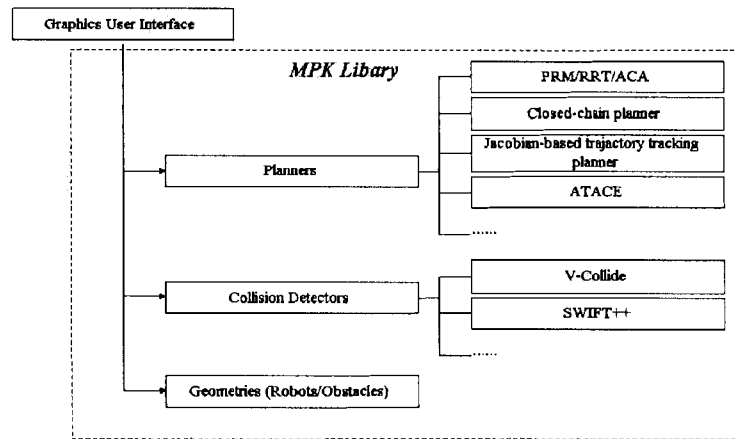 Graphics User Interface
MPK Libary
PRM/RRT/ACA
Closed-chain planner
Jacobian-based trajactory tracking
planner
Planners
ATACE
......
V-Collide
Collision Detectors
SWIFT++
......
Geometries (Robots/Obstacles)